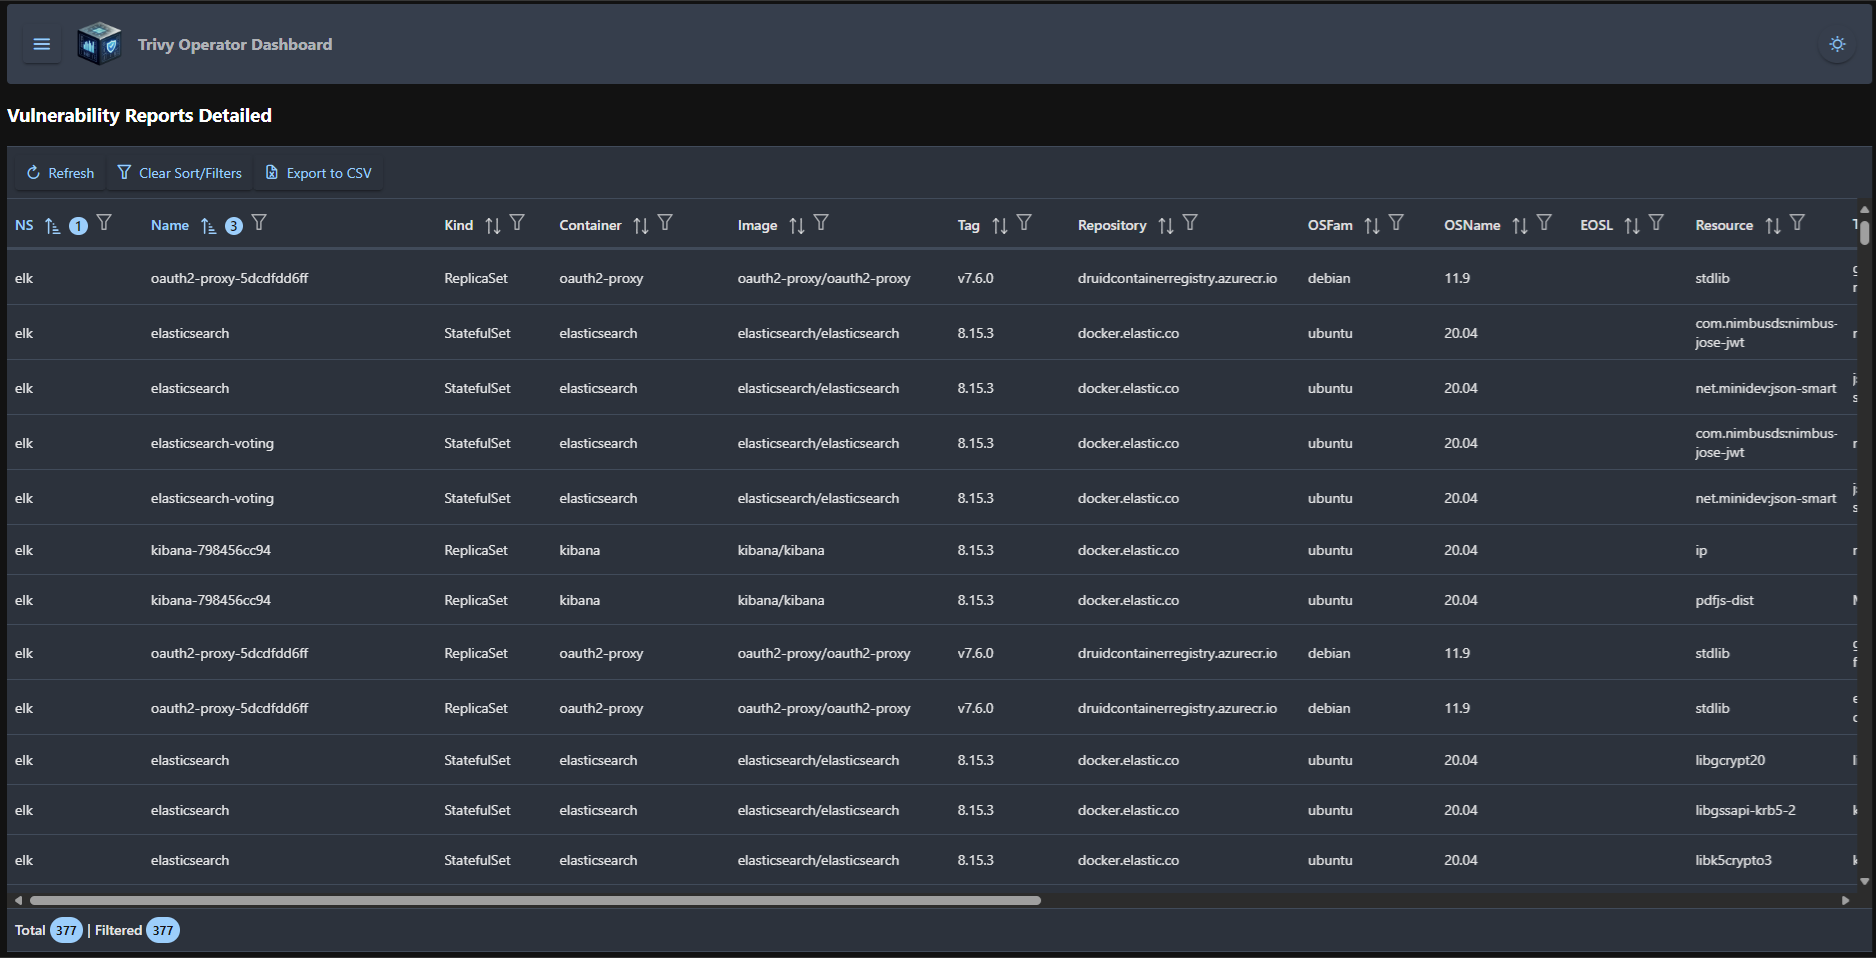 Trivy Operator Dashboard
Vulnerability Reports Detailed
Refresh Clear Sort/Filters Export to CSV
NS 1 Name 3 Kind Container Image Tag Repository OSFam OSName EOSL Resource
elk oauth2-proxy-5dcdfdd6ff ReplicaSet oauth2-proxy oauth2-proxy/oauth2-proxy v7.6.0 druidcontainerregistry.azurecr.io debian 11.9 stdlib
elk elasticsearch StatefulSet elasticsearch elasticsearch/elasticsearch 8.15.3 docker.elastic.co ubuntu 20.04 com.nimbusds:nimbus-
jose-jwt
elk elasticsearch StatefulSet elasticsearch elasticsearch/elasticsearch 8.15.3 docker.elastic.co ubuntu 20.04 net.minidev:json-smart
elk elasticsearch-voting StatefulSet elasticsearch elasticsearch/elasticsearch 8.15.3 docker.elastic.co ubuntu 20.04 com.nimbusds:nimbus-
jose-jwt
elk elasticsearch-voting StatefulSet elasticsearch elasticsearch/elasticsearch 8.15.3 docker.elastic.co ubuntu 20.04 net.minidev:json-smart
elk kibana-798456cc94 ReplicaSet kibana kibana/kibana 8.15.3 docker.elastic.co ubuntu 20.04 ip
elk kibana-798456cc94 ReplicaSet kibana kibana/kibana 8.15.3 docker.elastic.co ubuntu 20.04 pdfjs-dist
elk oauth2-proxy-5dcdfdd6ff ReplicaSet oauth2-proxy oauth2-proxy/oauth2-proxy v7.6.0 druidcontainerregistry.azurecr.io debian 11.9 stdlib
elk oauth2-proxy-5dcdfdd6ff ReplicaSet oauth2-proxy oauth2-proxy/oauth2-proxy v7.6.0 druidcontainerregistry.azurecr.io debian 11.9 stdlib
elk elasticsearch StatefulSet elasticsearch elasticsearch/elasticsearch 8.15.3 docker.elastic.co ubuntu 20.04 libgcrypt20
elk elasticsearch StatefulSet elasticsearch elasticsearch/elasticsearch 8.15.3 docker.elastic.co ubuntu 20.04 libgssapi-krb5-2
elk elasticsearch StatefulSet elasticsearch elasticsearch/elasticsearch 8.15.3 docker.elastic.co ubuntu 20.04 libk5crypto3
Total 377 | Filtered 377